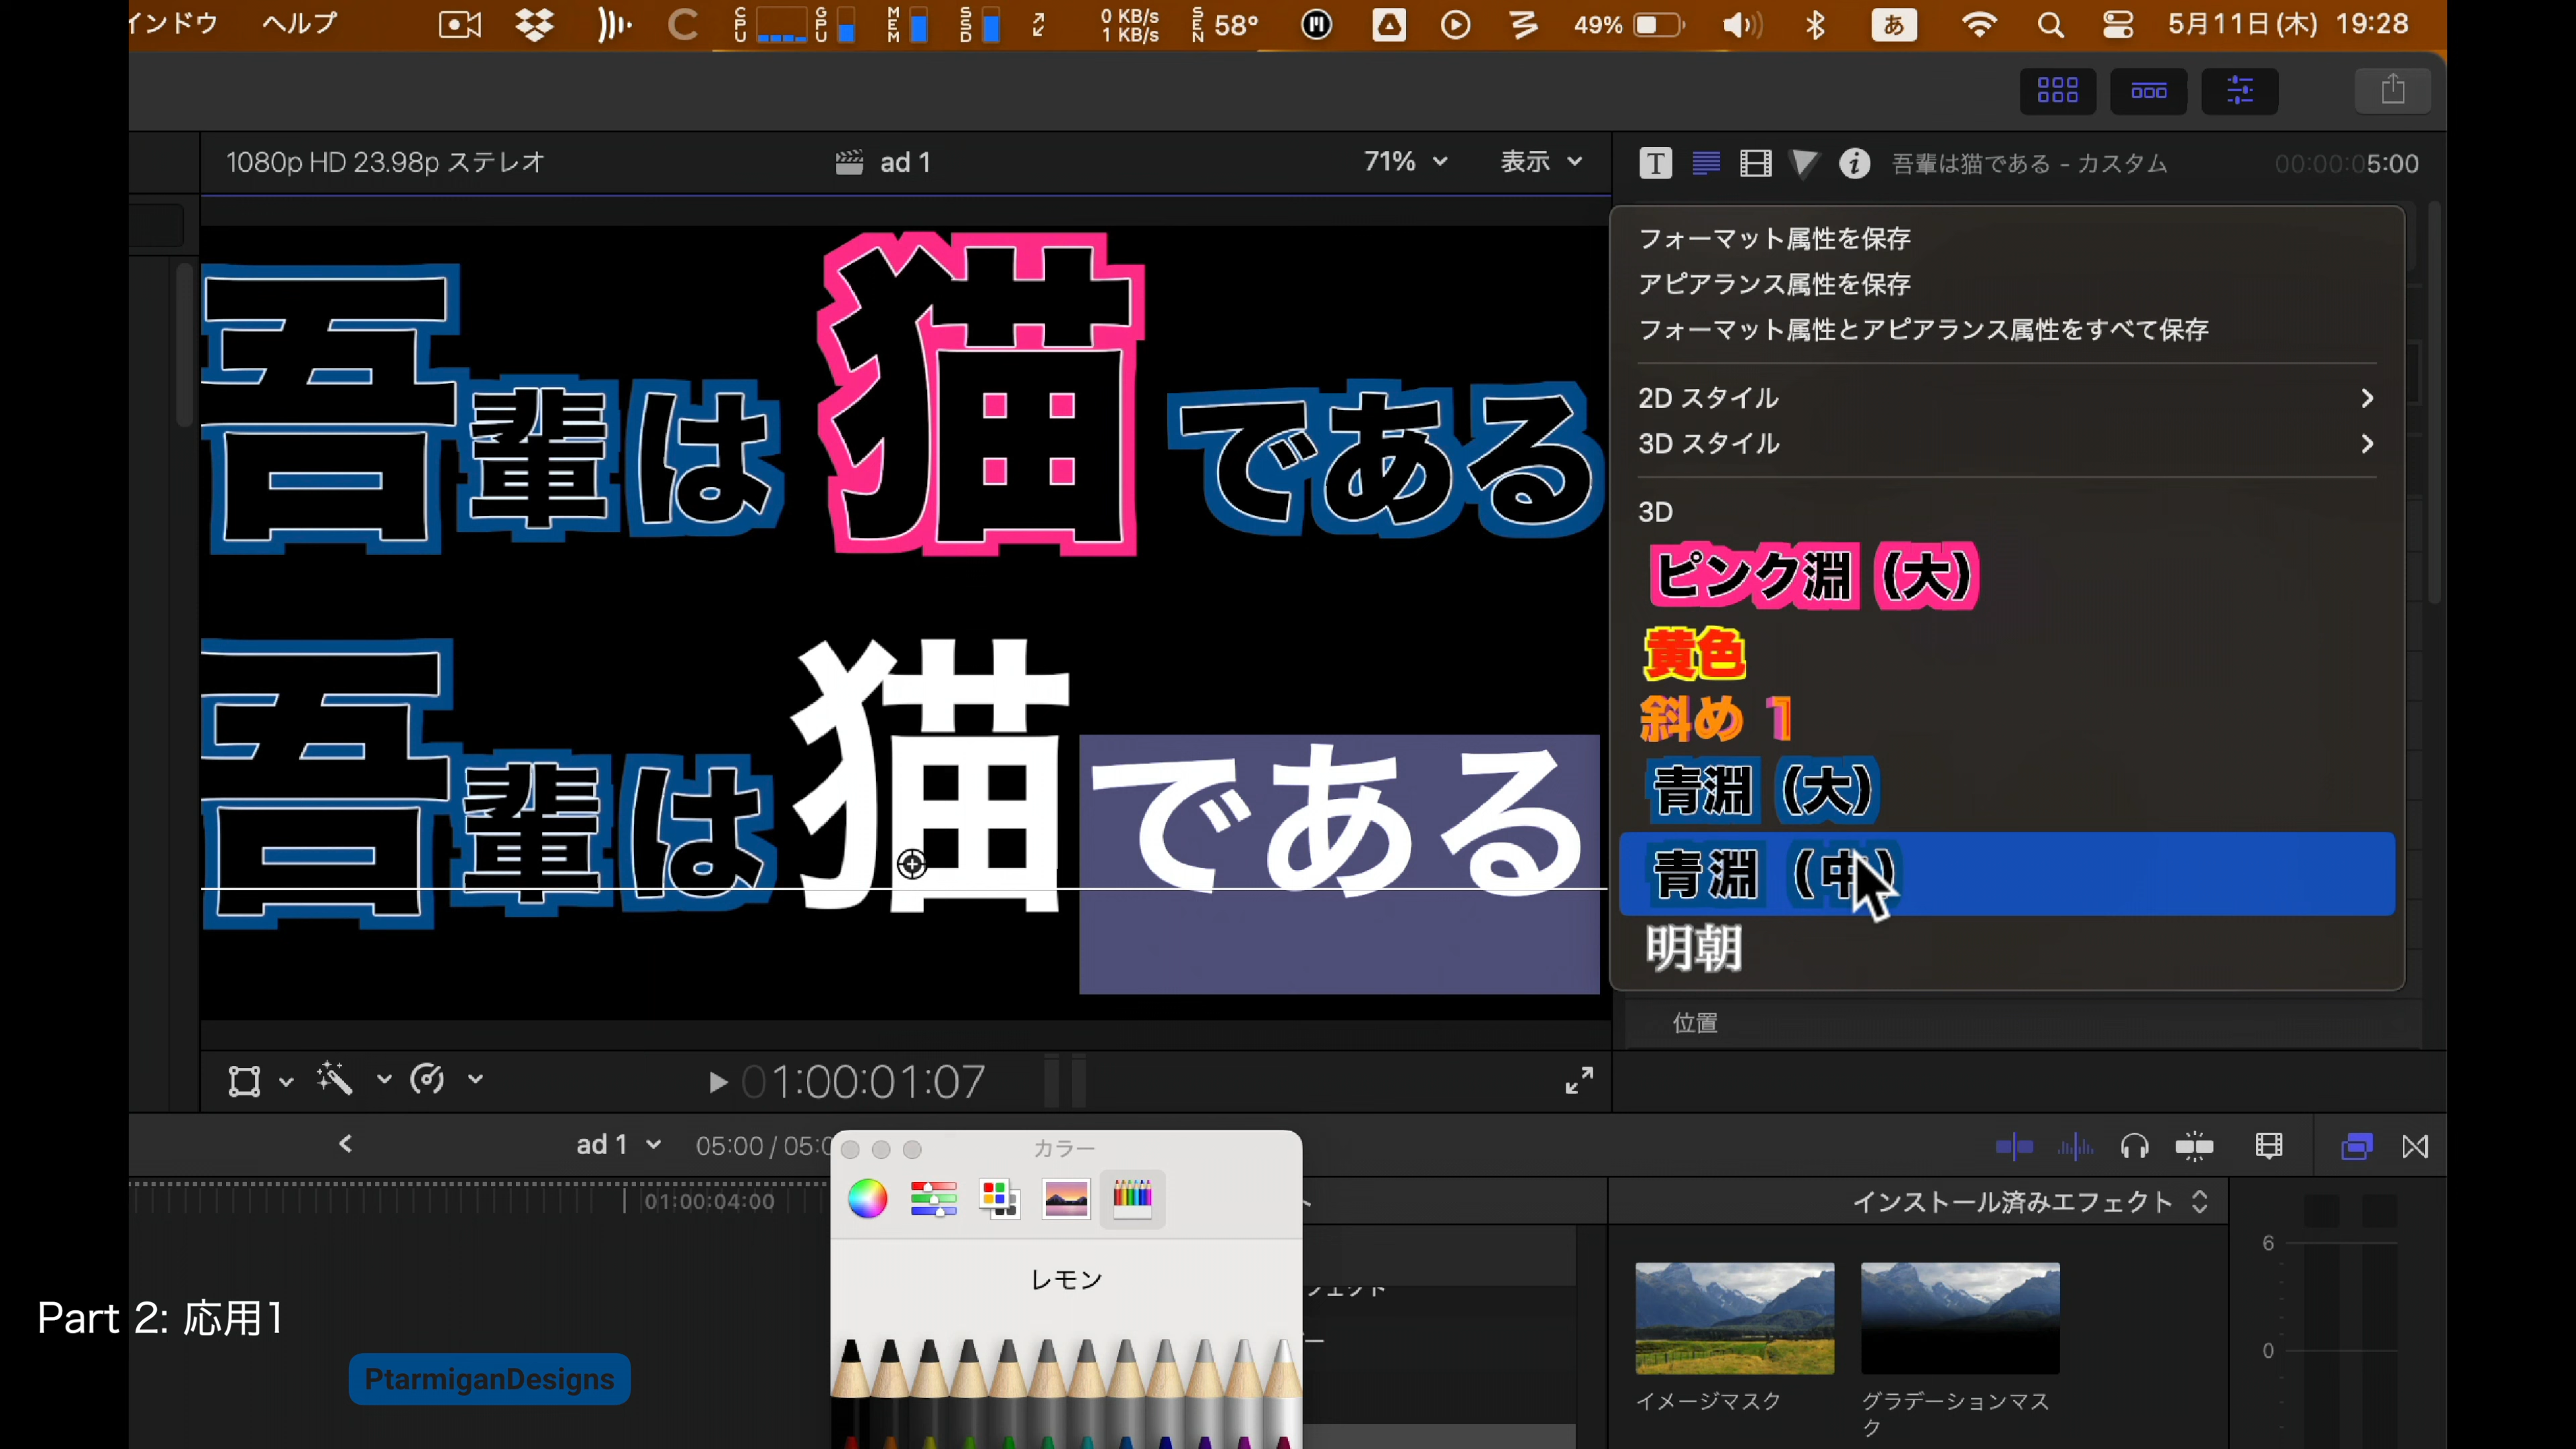 インドウ ヘルプ CPU GPU MEM SSD 0 KB/s 1 KB/s SEN 58° 49% あ 5月11日(木) 19:28
1080p HD 23.98p ステレオ ad 1 71% 表示 T i 吾輩は猫である - カスタム 00:00:05:00
吾輩は猫である
吾輩は猫である
フォーマット属性を保存
アピアランス属性を保存
フォーマット属性とアピアランス属性をすべて保存
2D スタイル
3D スタイル
3D
ピンク淵（大）
黄色
斜め 1
青淵（大）
青淵（中）
明朝
位置
01:00:01:07
ad 1 05:00 / 05:0
カラー
01:00:04:00
インストール済みエフェクト
レモン
6
0
イメージマスク
グラデーションマス
ク
Part 2: 応用1
PtarmiganDesigns